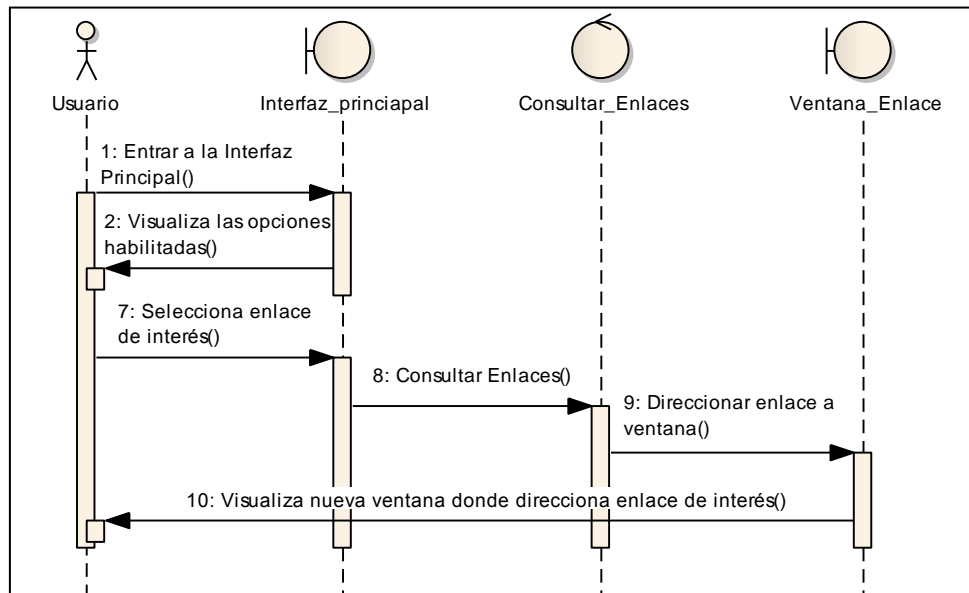 Usuario
Interfaz_princiapal
Consultar_Enlaces
Ventana_Enlace
1: Entrar a la Interfaz
Principal()
2: Visualiza las opciones
habilitadas()
7: Selecciona enlace
de interés()
8: Consultar Enlaces()
9: Direccionar enlace a
ventana()
10: Visualiza nueva ventana donde direcciona enlace de interés()